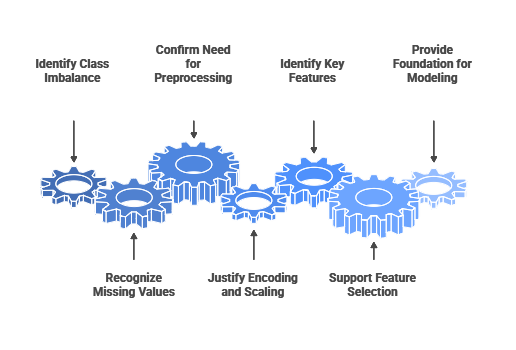 Identify Class
Imbalance
Confirm Need
for
Preprocessing
Identify Key
Features
Provide
Foundation for
Modeling
Recognize
Missing Values
Justify Encoding
and Scaling
Support Feature
Selection